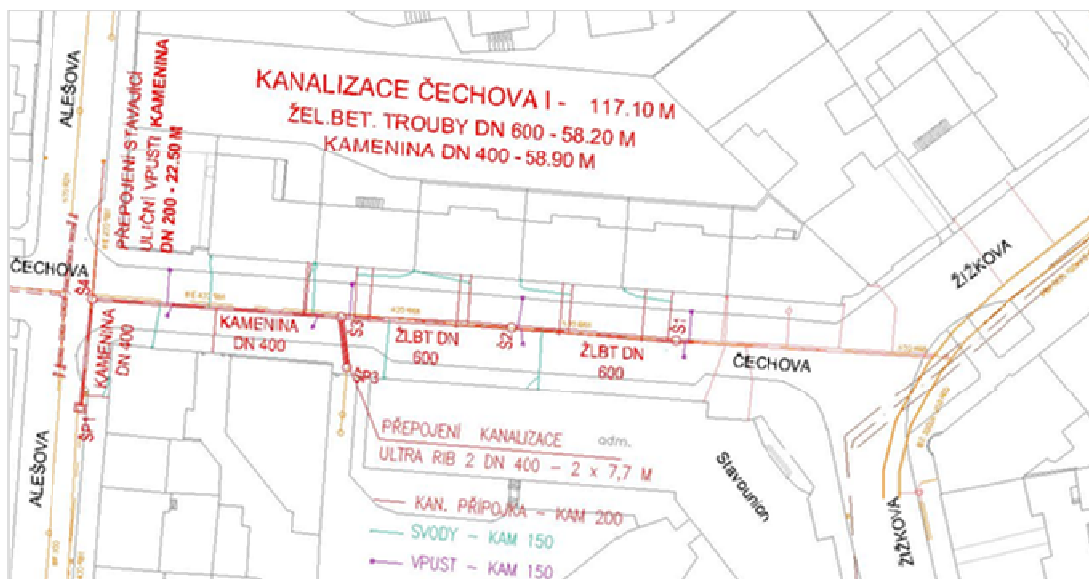 KANALIZACE ČECHOVA I - 117.10 M
ŽEL.BET. TROUBY DN 600 - 58.20 M
KAMENINA DN 400 - 58.90 M
ALEŠOVA
PŘEPOJENÍ STÁVAJÍCÍ
ULIČNÍ VPUSTI KAMENINA
DN 200 - 22.50 M
ČECHOVA
Š4
KAMENINA
DN 400
KAMENINA
DN 400
Š3
ŽLBT DN
600
Š2
ŽLBT DN
600
Š1
ČECHOVA
ŽIŽKOVA
ŠP3
ŠP1
ALEŠOVA
PŘEPOJENÍ KANALIZACE
adm.
ULTRA RIB 2 DN 400 - 2 x 7,7 M
KAN. PŘÍPOJKA - KAM 200
SVODY - KAM 150
VPUST - KAM 150
Stavounion
ŽIŽKOVA